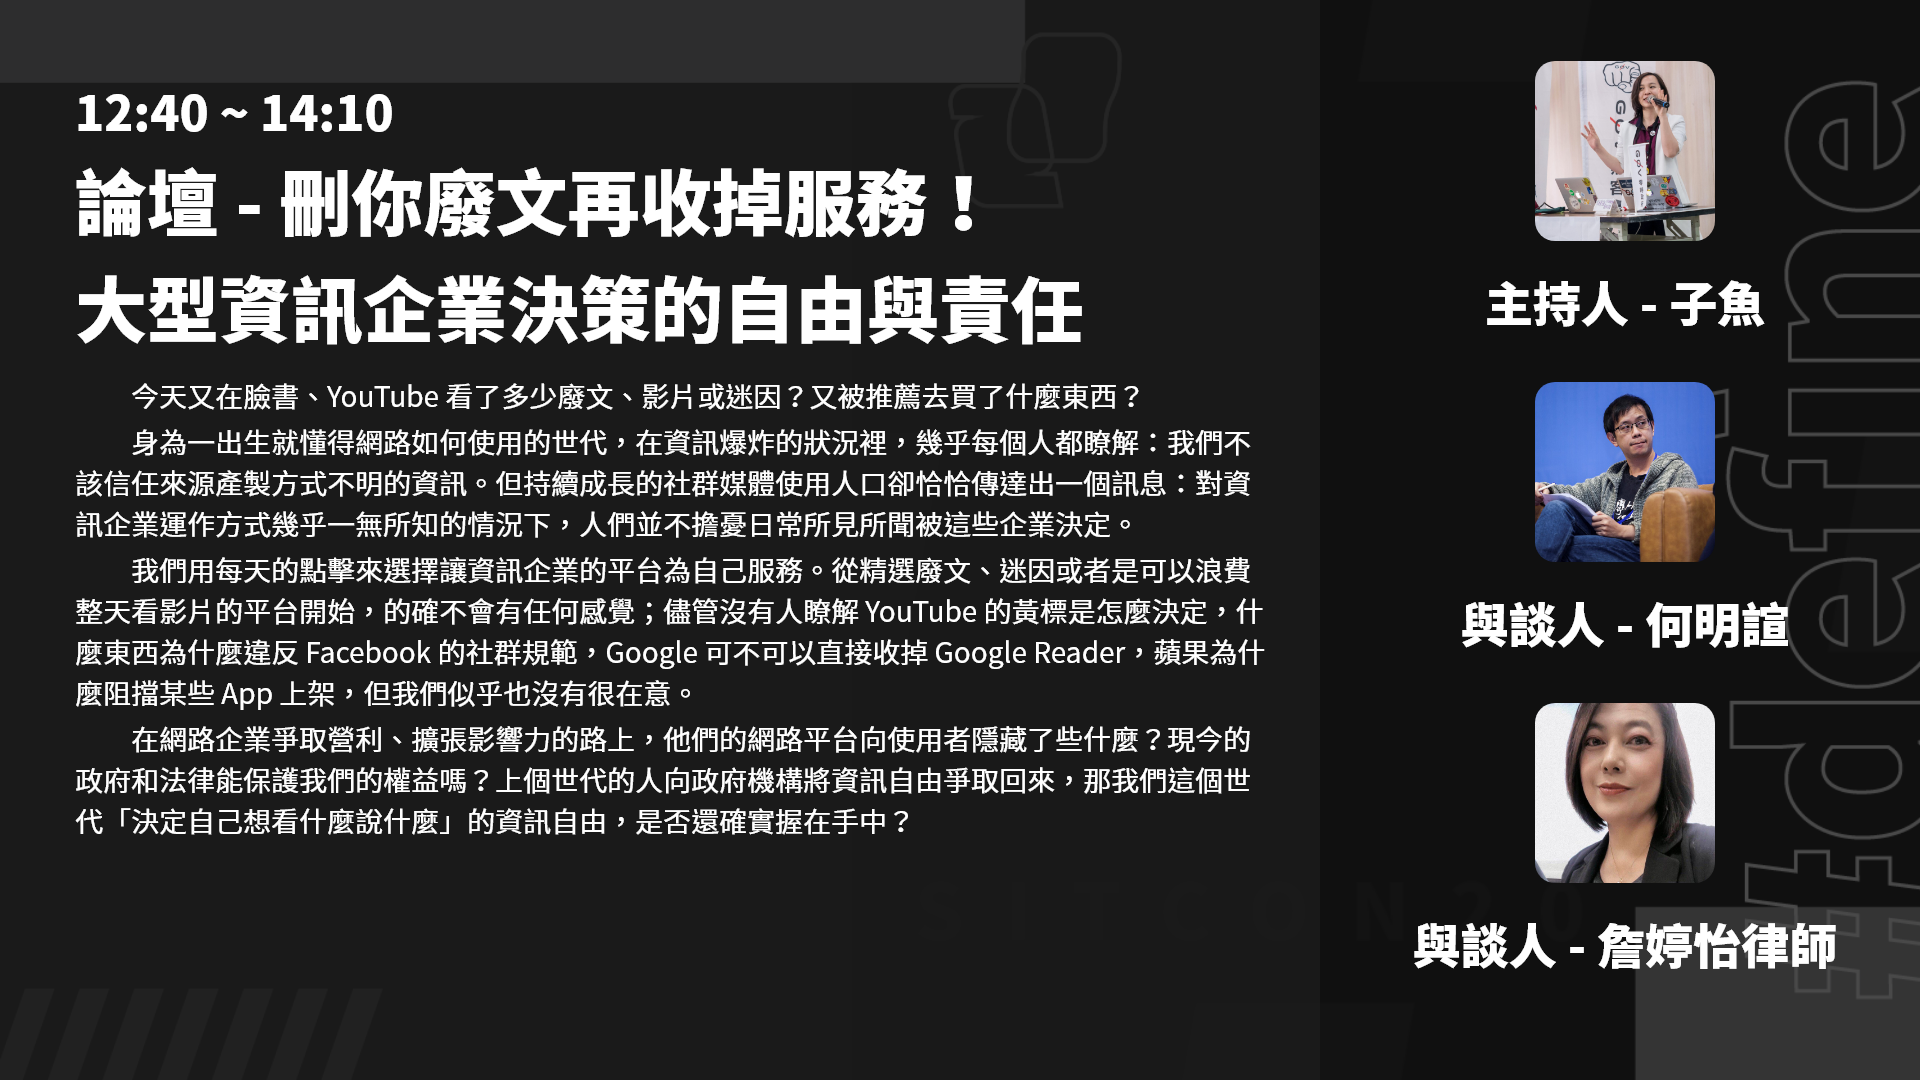 12:40 ~ 14:10
論壇 - 刪你廢文再收掉服務！
大型資訊企業決策的自由與責任
今天又在臉書、YouTube 看了多少廢文、影片或迷因？又被推薦去買了什麼東西？
身為一出生就懂得網路如何使用的世代，在資訊爆炸的狀況裡，幾乎每個人都瞭解：我們不
該信任來源產製方式不明的資訊。但持續成長的社群媒體使用人口卻恰恰傳達出一個訊息：對資
訊企業運作方式幾乎一無所知的情況下，人們並不擔憂日常所見所聞被這些企業決定。
我們用每天的點擊來選擇讓資訊企業的平台為自己服務。從精選廢文、迷因或者是可以浪費
整天看影片的平台開始，的確不會有任何感覺；儘管沒有人瞭解 YouTube 的黃標是怎麼決定，什
麼東西為什麼違反 Facebook 的社群規範，Google 可不可以直接收掉 Google Reader，蘋果為什
麼阻擋某些 App 上架，但我們似乎也沒有很在意。
在網路企業爭取營利、擴張影響力的路上，他們的網路平台向使用者隱藏了些什麼？現今的
政府和法律能保護我們的權益嗎？上個世代的人向政府機構將資訊自由爭取回來，那我們這個世
代「決定自己想看什麼說什麼」的資訊自由，是否還確實握在手中？
主持人 - 子魚
與談人 - 何明諠
與談人 - 詹婷怡律師
#define
SITCON20